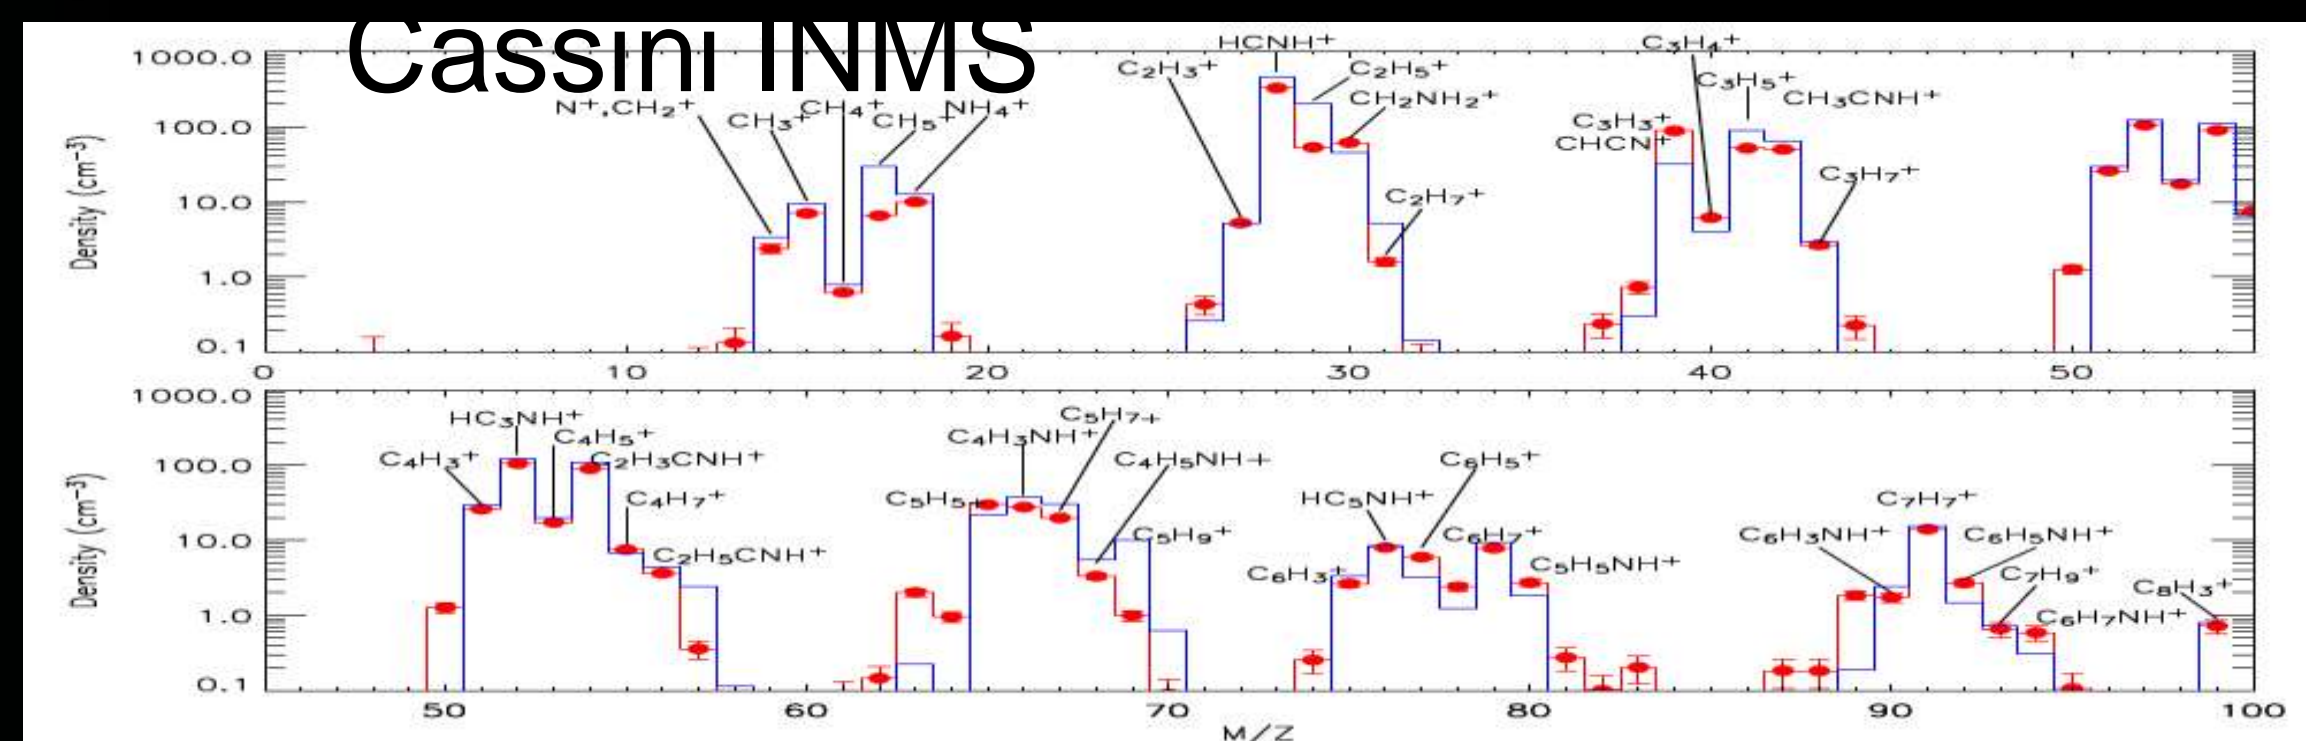 Cassini INMS
1000.0
100.0
10.0
1.0
0.1
Density (cm⁻³)
N⁺,CH₂⁺
CH₃⁺
CH₄⁺
CH₅⁺
NH₄⁺
C₂H₃⁺
HCNH⁺
C₂H₅⁺
CH₂NH₂⁺
C₂H₇⁺
C₃H₃⁺
CHCN⁺
C₃H₄⁺
C₃H₅⁺
CH₃CNH⁺
C₃H₇⁺
0 10 20 30 40 50
1000.0
100.0
10.0
1.0
0.1
Density (cm⁻³)
C₄H₃⁺
HC₃NH⁺
C₄H₅⁺
C₂H₃CNH⁺
C₄H₇⁺
C₂H₅CNH⁺
C₅H₅+
C₄H₃NH⁺
C₅H₇+
C₄H₅NH+
C₅H₉⁺
C₆H₃⁺
HC₅NH⁺
C₆H₅⁺
C₆H₇⁺
C₅H₅NH⁺
C₆H₃NH⁺
C₇H₇⁺
C₆H₅NH⁺
C₇H₉⁺
C₆H₇NH⁺
C₈H₃⁺
50 60 70 80 90 100
M/Z